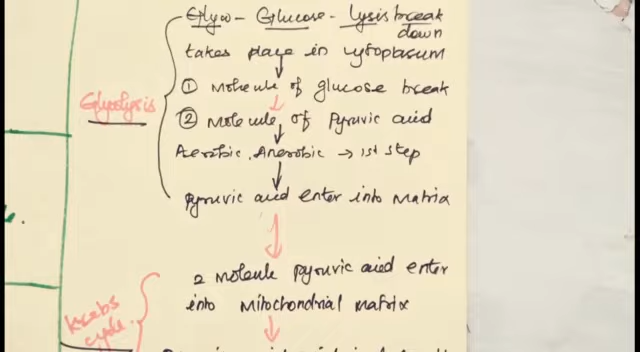 Glyco - Glucose - Lysis break
down
takes place in cytoplasum
① Molecule of glucose break
Glycolysis
② Molecule of Pyruvic acid
Aerobic, Anerobic → 1st step
Pyruvic acid enter into Matrix
2 Molecule pyruvic acid enter
into Mitochondrial matrix
Krebs
cycle